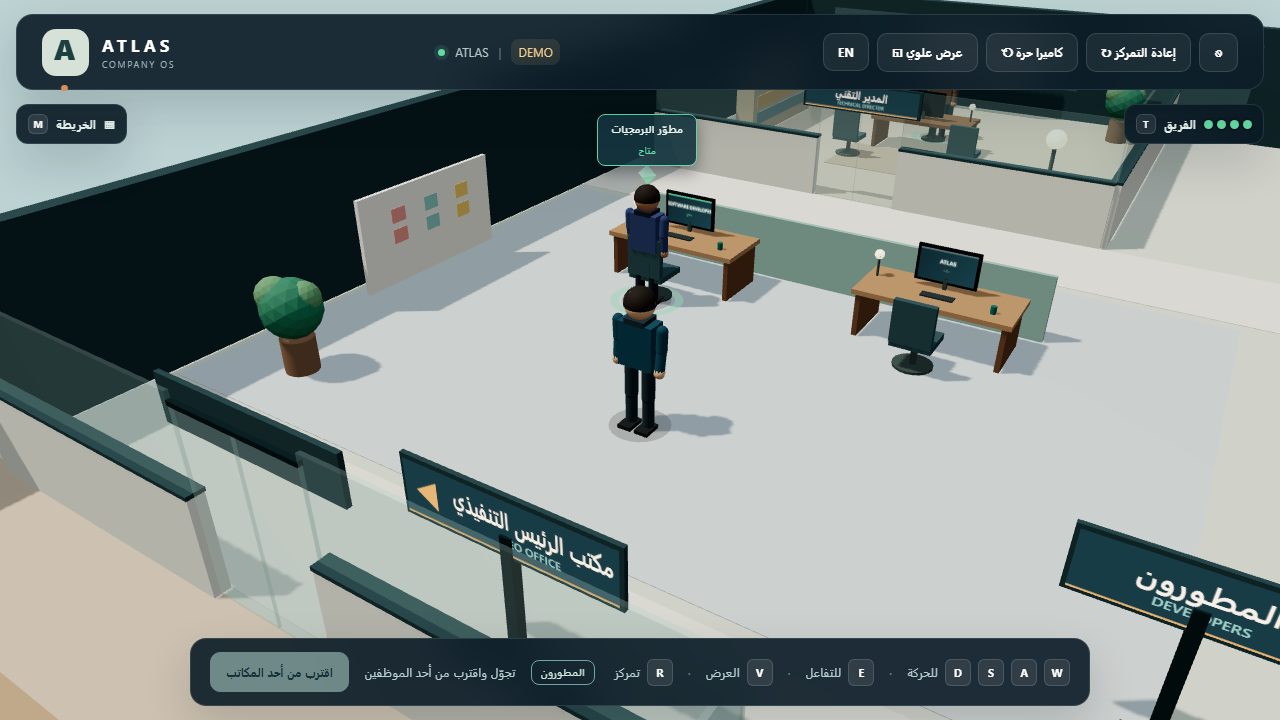 A
ATLAS
COMPANY OS
ATLAS | DEMO
EN
عرض علوي
كاميرا حرة
إعادة التمركز
الخريطة
M
الفريق
T
المدير التقني
TECHNICAL DIRECTOR
مطوّر البرمجيات
متاح
SOFTWARE DEVELOPER
ATLAS
مكتب الرئيس التنفيذي
CEO OFFICE
المطورون
DEVELOPERS
W A S D للحركة
·
E للتفاعل
·
V العرض
·
R تمركز
المطورون
تجوّل واقترب من أحد الموظفين
اقترب من أحد المكاتب